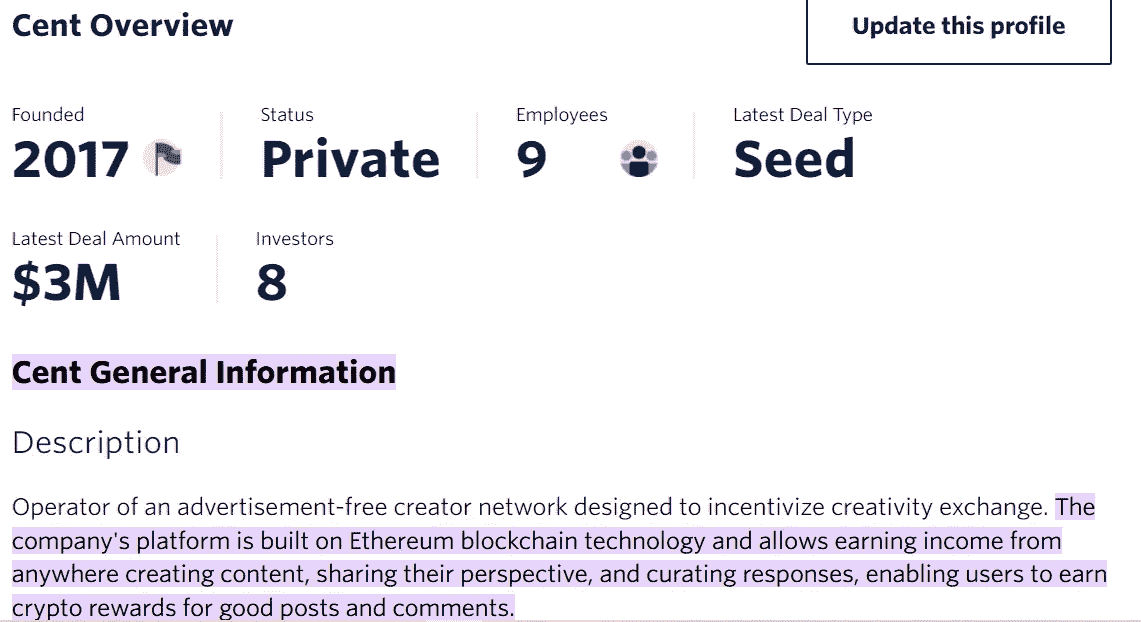 Cent Overview
Update this profile
Founded
2017
Status
Private
Employees
9
Latest Deal Type
Seed
Latest Deal Amount
$3M
Investors
8
Cent General Information
Description
Operator of an advertisement-free creator network designed to incentivize creativity exchange. The
company's platform is built on Ethereum blockchain technology and allows earning income from
anywhere creating content, sharing their perspective, and curating responses, enabling users to earn
crypto rewards for good posts and comments.